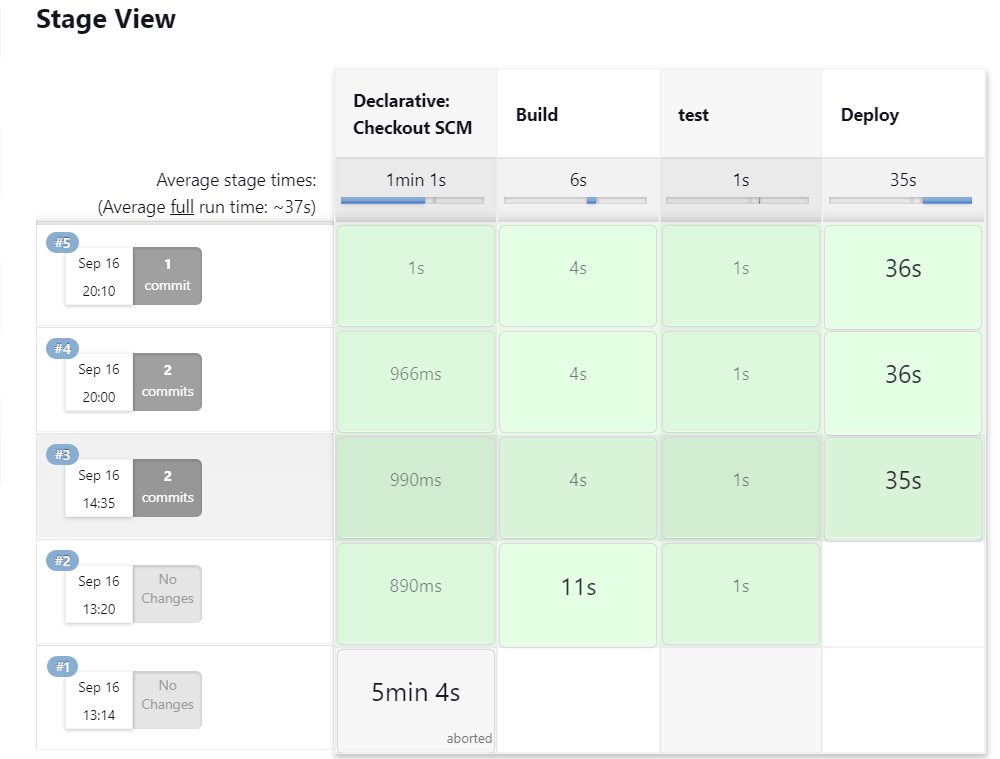 Stage View
Declarative:
Checkout SCM
Build
test
Deploy
Average stage times:
(Average full run time: ~37s)
1min 1s
6s
1s
35s
#5
Sep 16
20:10
1
commit
1s
4s
1s
36s
#4
Sep 16
20:00
2
commits
966ms
4s
1s
36s
#3
Sep 16
14:35
2
commits
990ms
4s
1s
35s
#2
Sep 16
13:20
No
Changes
890ms
11s
1s
#1
Sep 16
13:14
No
Changes
5min 4s
aborted